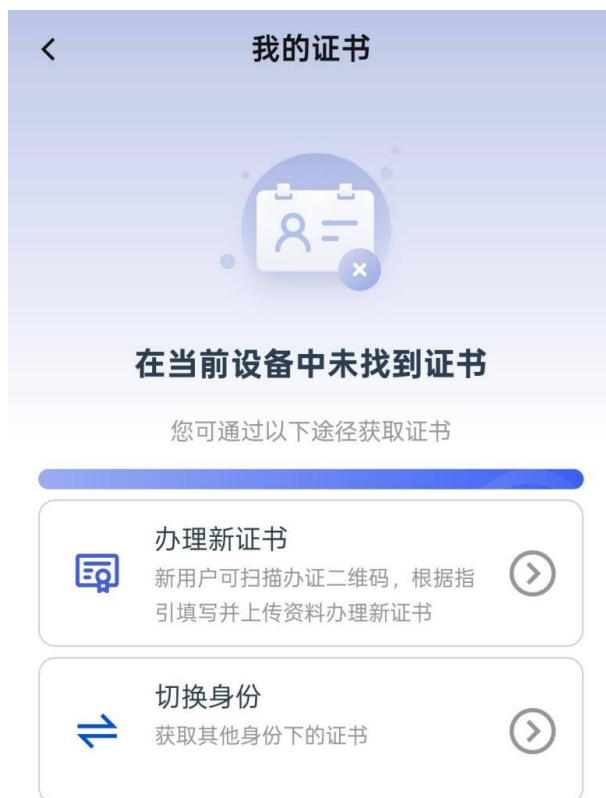 我的证书
在当前设备中未找到证书
您可通过以下途径获取证书
办理新证书
新用户可扫描办证二维码，根据指
引填写并上传资料办理新证书
切换身份
获取其他身份下的证书